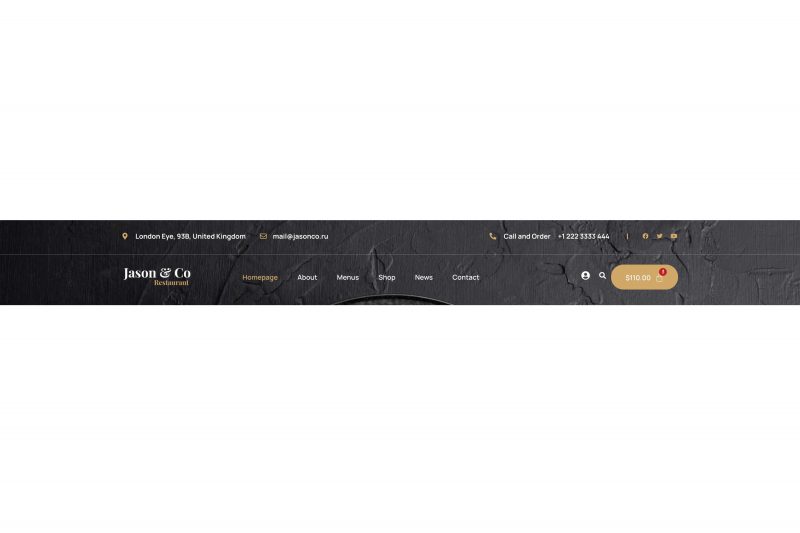 London Eye, 93B, United Kingdom mail@jasonco.ru Call and Order +1 222 3333 444
Jason & Co
Restaurant
Homepage About Menus Shop News Contact $110.00